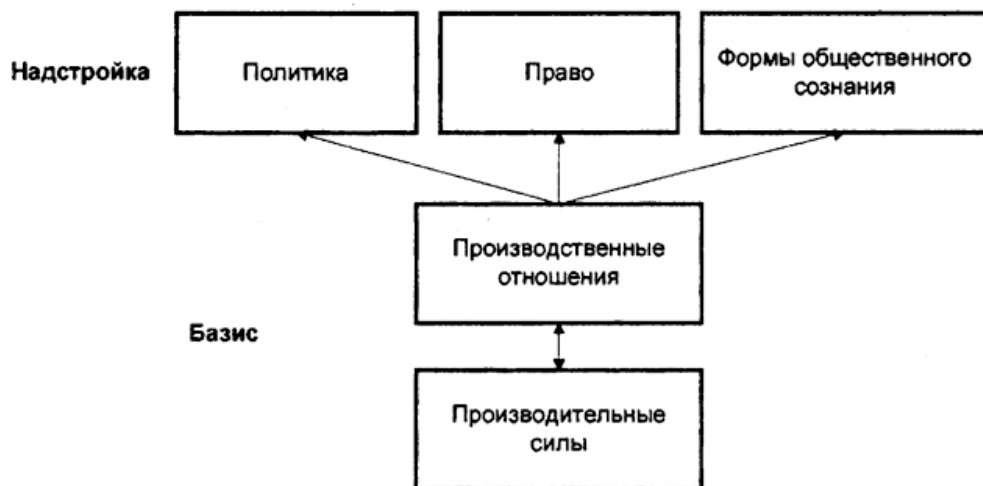 Надстройка
Политика
Право
Формы общественного
сознания
Производственные
отношения
Базис
Производительные
силы